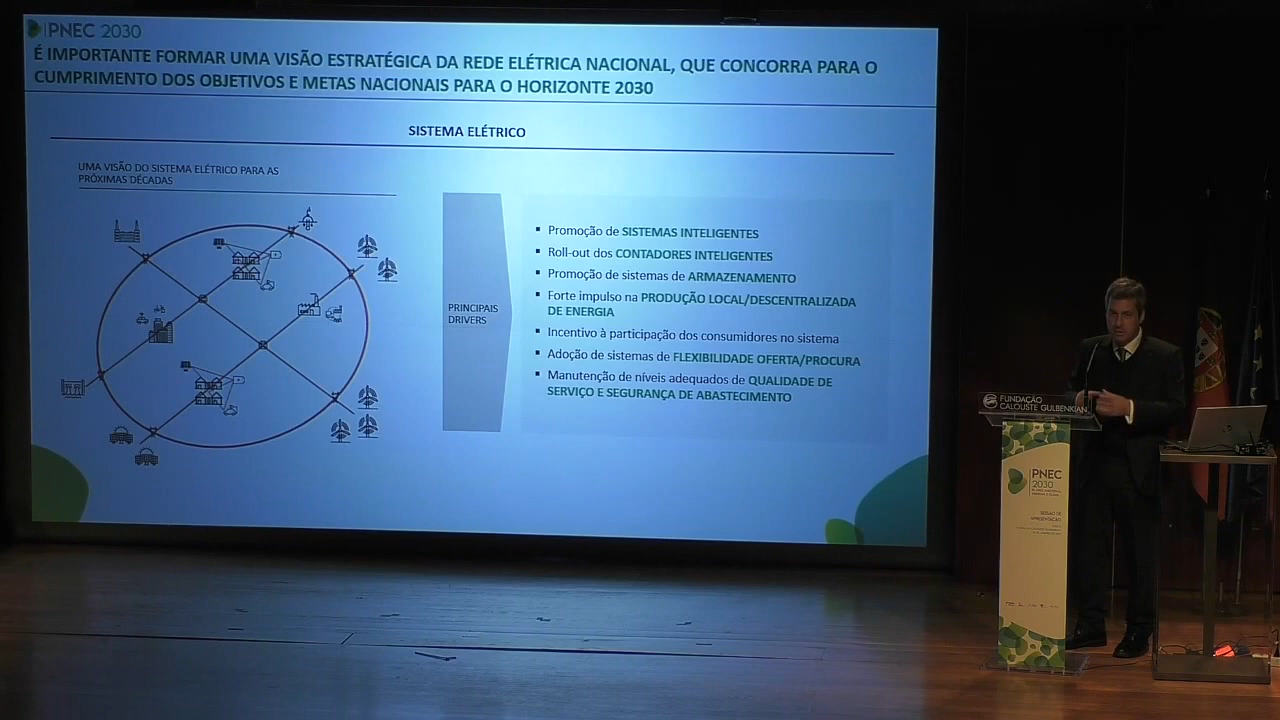 PNEC 2030
É IMPORTANTE FORMAR UMA VISÃO ESTRATÉGICA DA REDE ELÉTRICA NACIONAL, QUE CONCORRA PARA O
CUMPRIMENTO DOS OBJETIVOS E METAS NACIONAIS PARA O HORIZONTE 2030
SISTEMA ELÉTRICO
UMA VISÃO DO SISTEMA ELÉTRICO PARA AS
PRÓXIMAS DÉCADAS
PRINCIPAIS
DRIVERS
▪ Promoção de SISTEMAS INTELIGENTES
▪ Roll-out dos CONTADORES INTELIGENTES
▪ Promoção de sistemas de ARMAZENAMENTO
▪ Forte impulso na PRODUÇÃO LOCAL/DESCENTRALIZADA
DE ENERGIA
▪ Incentivo à participação dos consumidores no sistema
▪ Adoção de sistemas de FLEXIBILIDADE OFERTA/PROCURA
▪ Manutenção de níveis adequados de QUALIDADE DE
SERVIÇO E SEGURANÇA DE ABASTECIMENTO
FUNDAÇÃO
CALOUSTE GULBENKIAN
PNEC
2030
SESSÃO DE
APRESENTAÇÃO